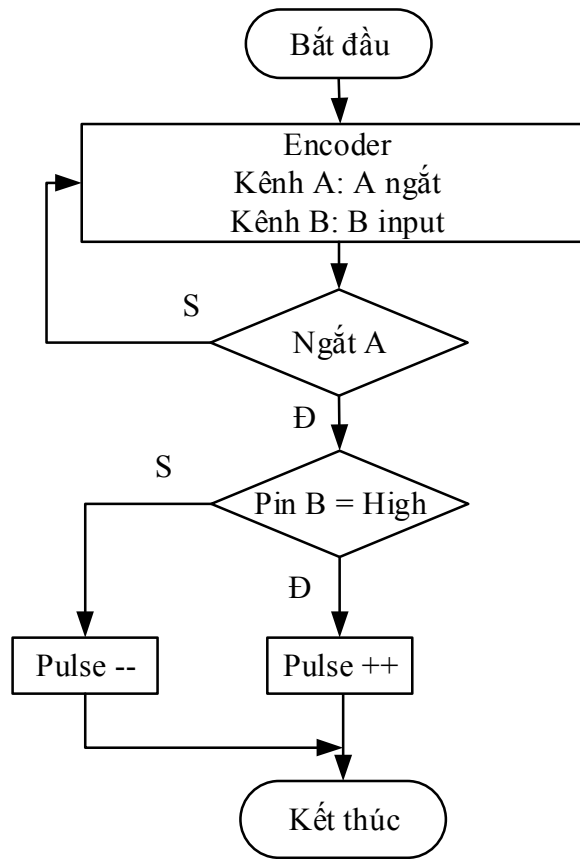 Bắt đầu
Encoder
Kênh A: A ngắt
Kênh B: B input
S
Ngắt A
Đ
S
Pin B = High
Đ
Pulse --
Pulse ++
Kết thúc